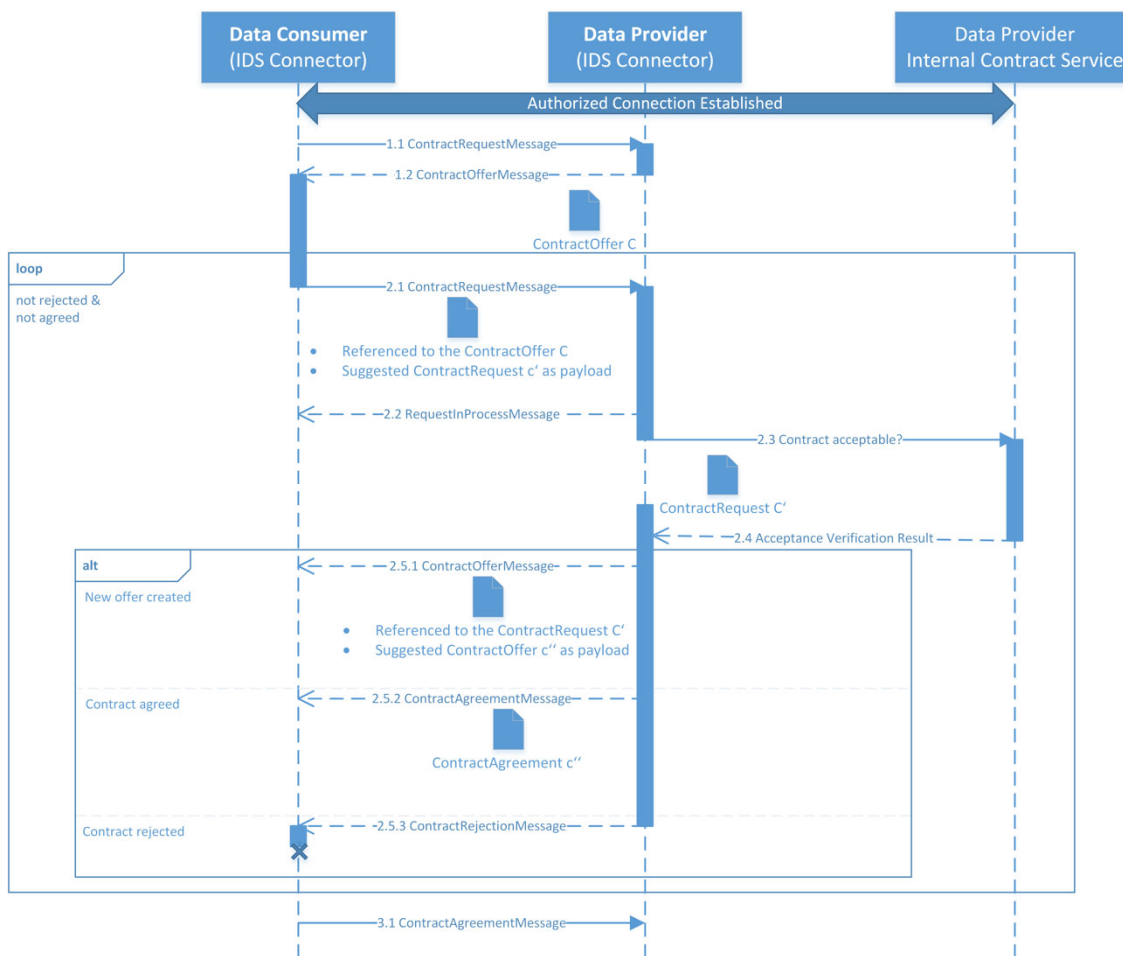 Data Consumer
(IDS Connector)
Data Provider
(IDS Connector)
Data Provider
Internal Contract Service
Authorized Connection Established
1.1 ContractRequestMessage
1.2 ContractOfferMessage
ContractOffer C
loop
not rejected &
not agreed
2.1 ContractRequestMessage
• Referenced to the ContractOffer C
• Suggested ContractRequest c‘ as payload
2.2 RequestInProcessMessage
2.3 Contract acceptable?
ContractRequest C‘
2.4 Acceptance Verification Result
alt
New offer created
2.5.1 ContractOfferMessage
• Referenced to the ContractRequest C‘
• Suggested ContractOffer c‘‘ as payload
Contract agreed
2.5.2 ContractAgreementMessage
ContractAgreement c‘‘
Contract rejected
2.5.3 ContractRejectionMessage
3.1 ContractAgreementMessage